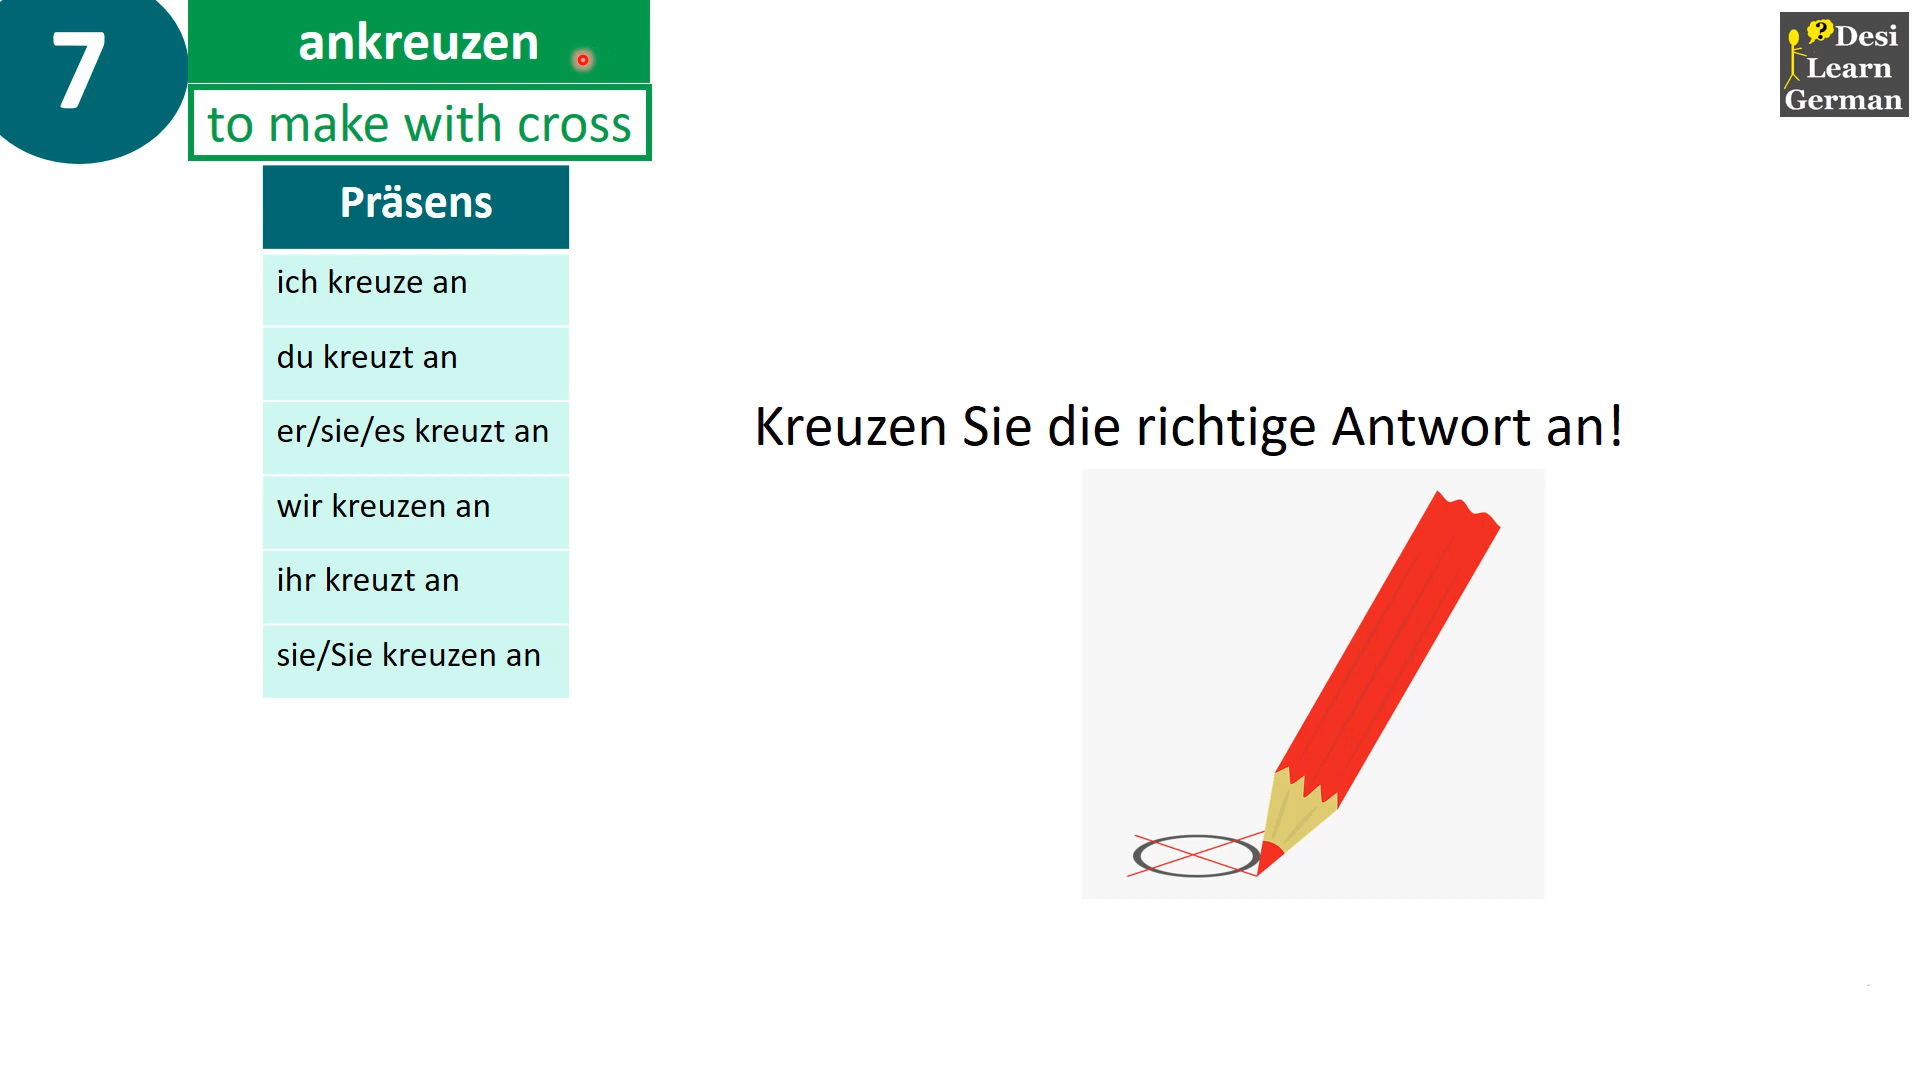 7
ankreuzen
to make with cross
Präsens
ich kreuze an
du kreuzt an
er/sie/es kreuzt an
wir kreuzen an
ihr kreuzt an
sie/Sie kreuzen an
Kreuzen Sie die richtige Antwort an!
?
Desi
Learn
German